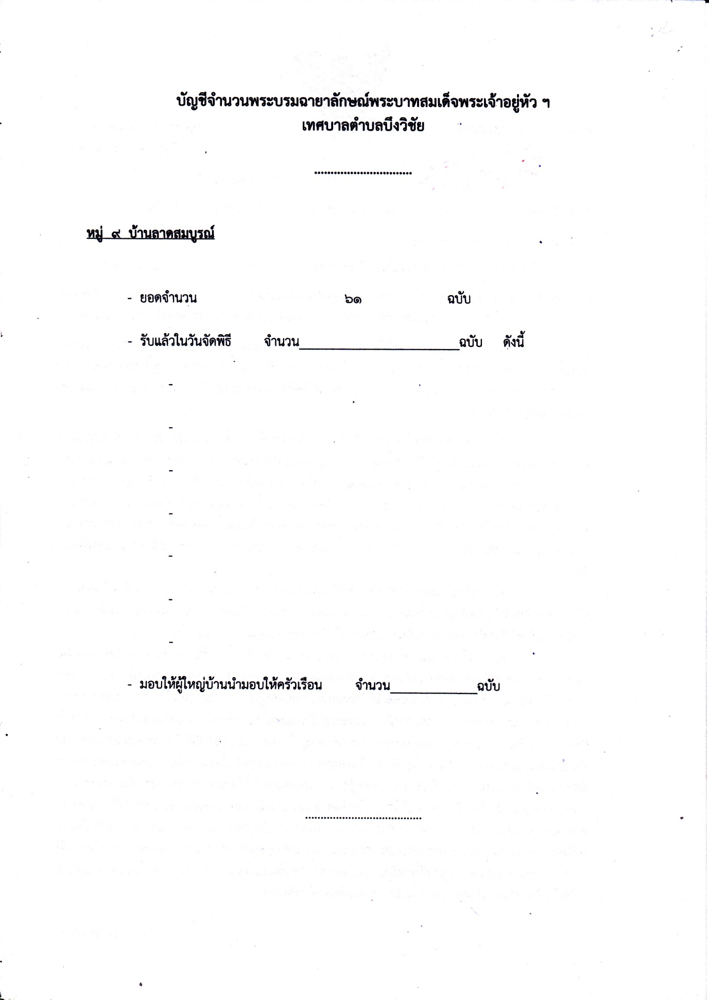 บัญชีจำนวนพระบรมฉายาลักษณ์พระบาทสมเด็จพระเจ้าอยู่หัว ฯ
เทศบาลตำบลบึงวิชัย
..............................
หมู่ ๙ บ้านลาดสมบูรณ์
- ยอดจำนวน ๖๑ ฉบับ
- รับแล้วในวันจัดพิธี จำนวน______________________ฉบับ ดังนี้
-
-
-
-
-
-
-
- มอบให้ผู้ใหญ่บ้านนำมอบให้ครัวเรือน จำนวน____________ฉบับ
......................................